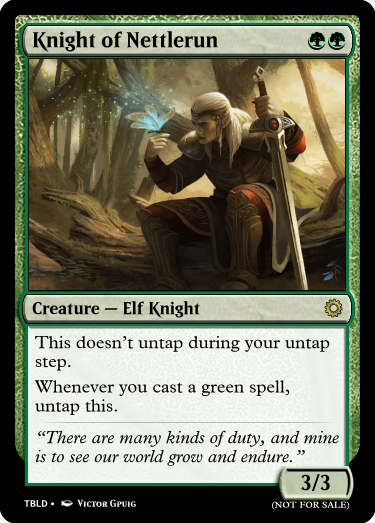 Knight of Nettlerun
Creature — Elf Knight
This doesn't untap during your untap
step.
Whenever you cast a green spell,
untap this.
“There are many kinds of duty, and mine
is to see our world grow and endure.”
3/3
TBLD • Victor Gpuig
(NOT FOR SALE)